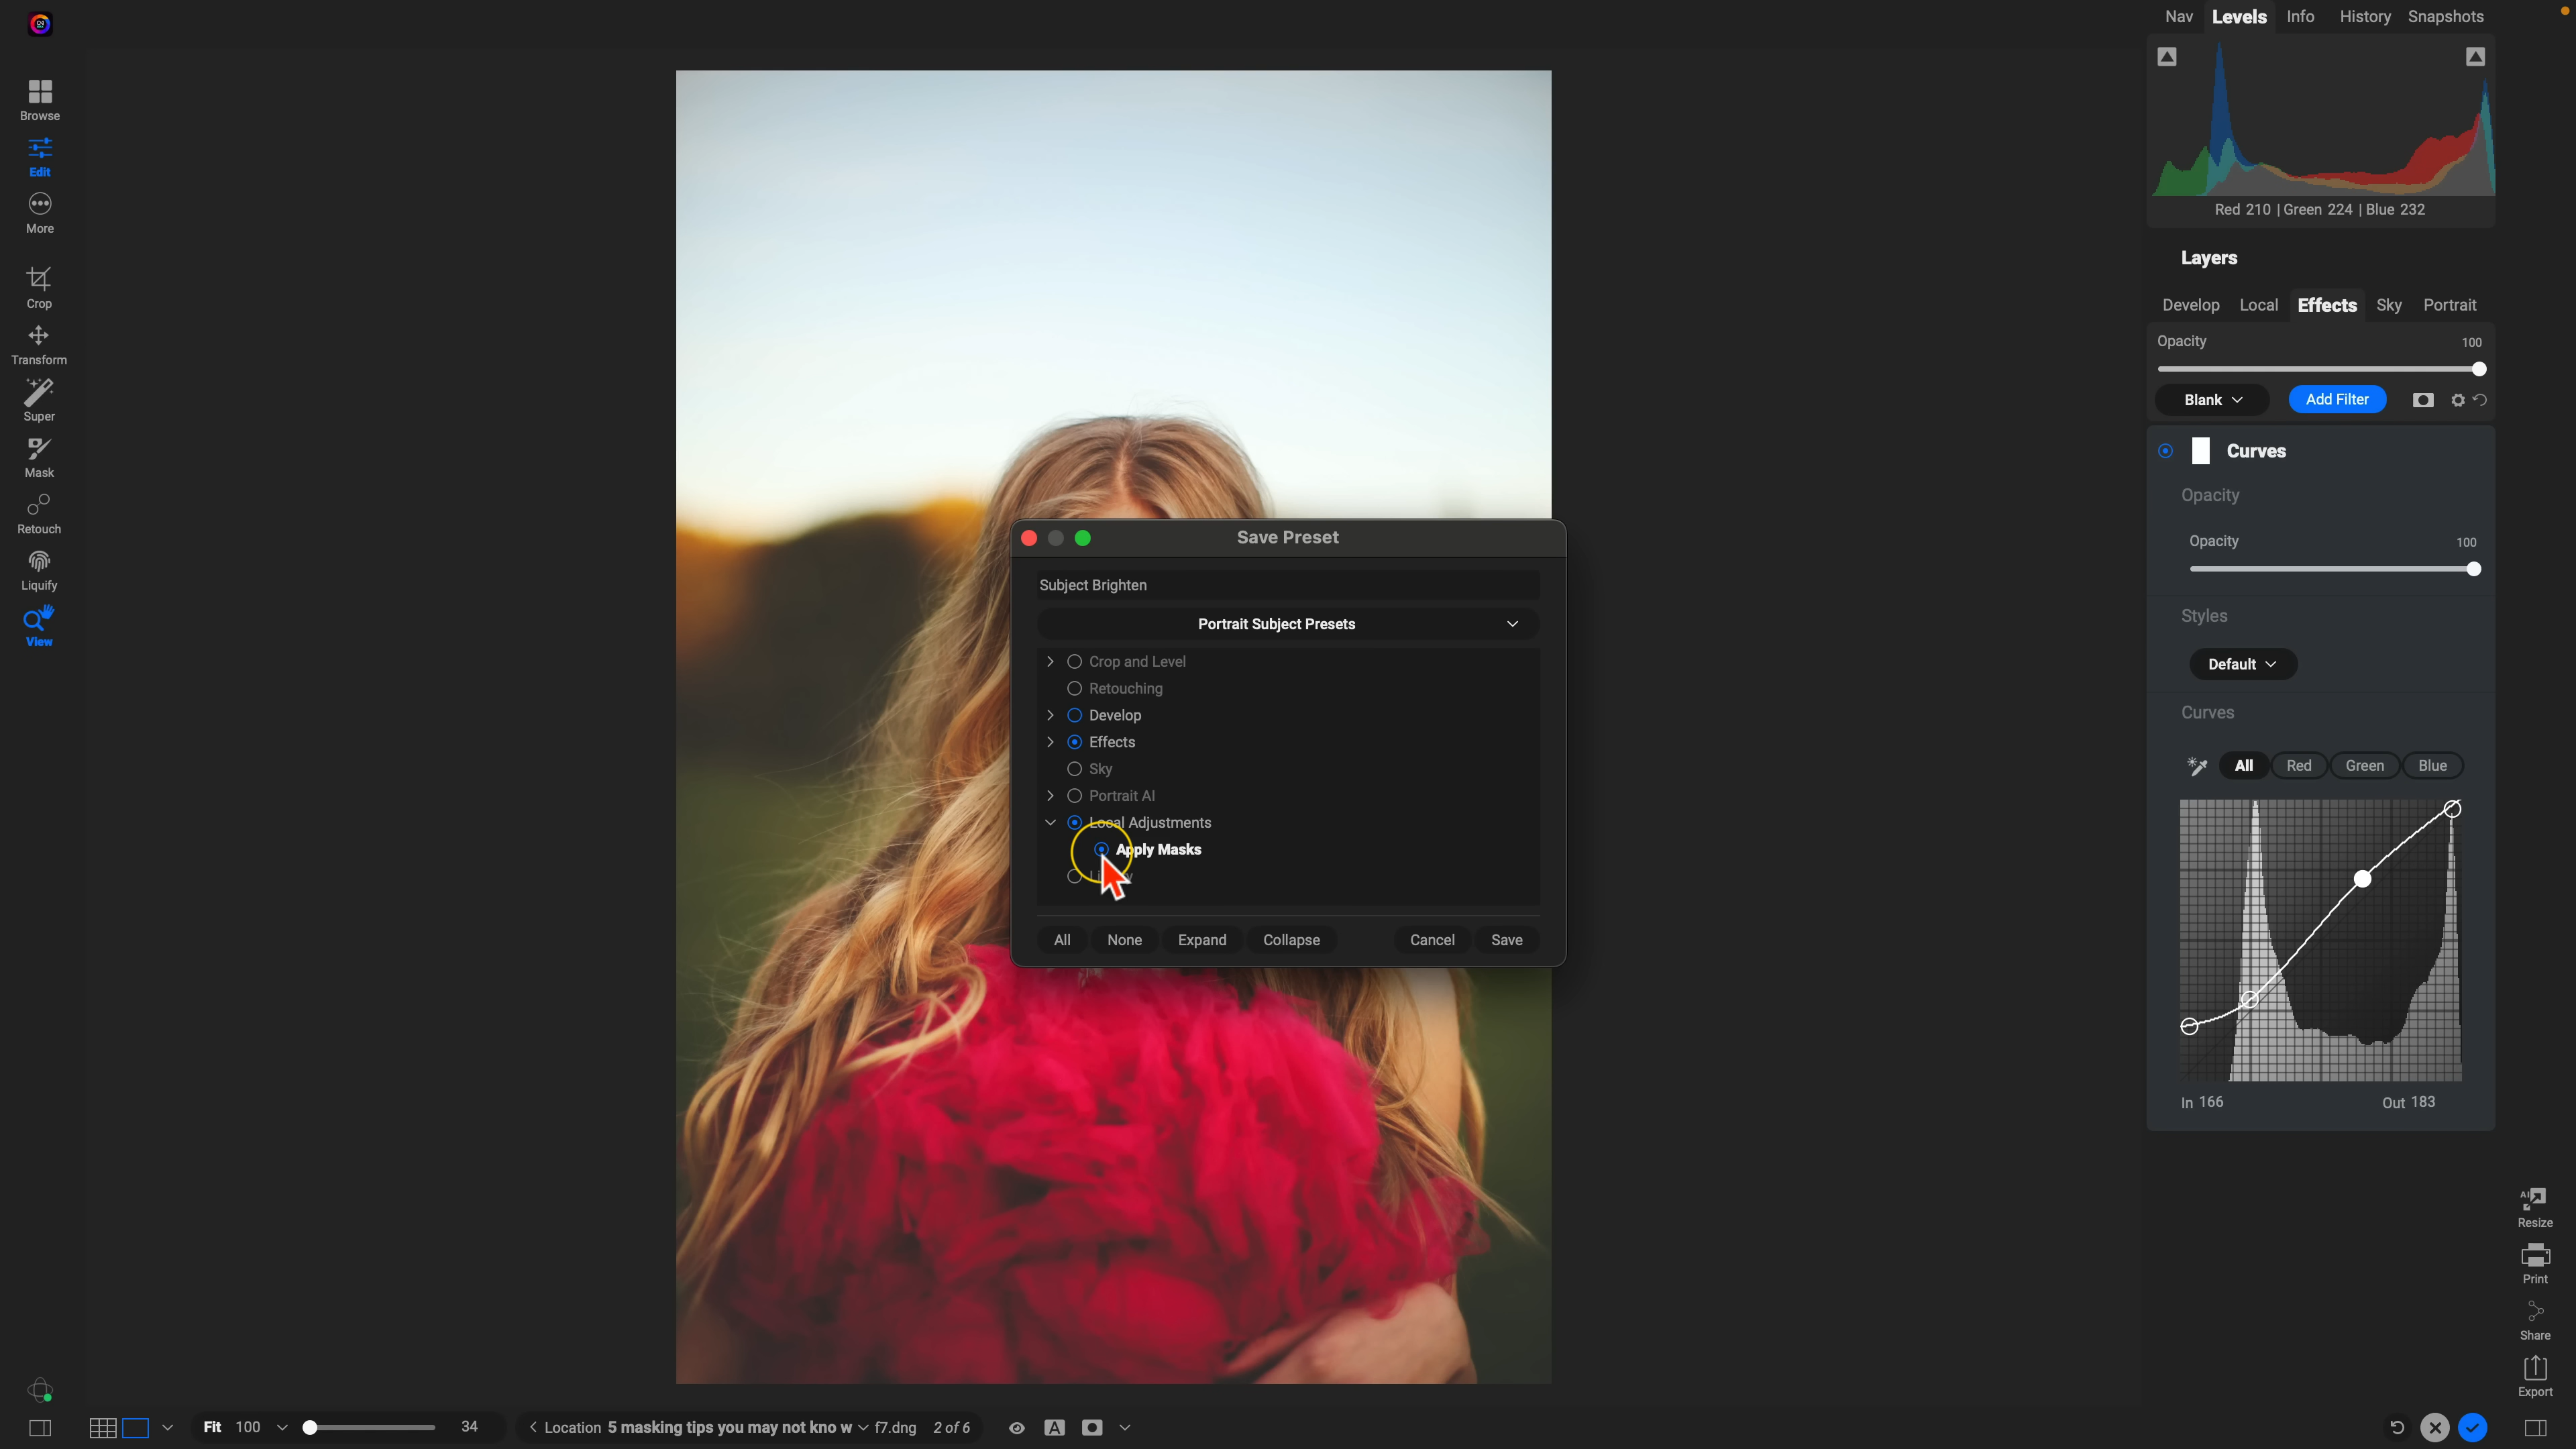 Nav Levels Info History Snapshots
Browse
Edit
More
Crop
Transform
Super
Mask
Retouch
Liquify
View
Red 210 | Green 224 | Blue 232
Layers
Develop Local Effects Sky Portrait
Opacity 100
Blank Add Filter
Curves
Opacity
Opacity 100
Styles
Default
Curves
All Red Green Blue
In 166 Out 183
Save Preset
Subject Brighten
Portrait Subject Presets
Crop and Level
Retouching
Develop
Effects
Sky
Portrait AI
Local Adjustments
Apply Masks
All None Expand Collapse Cancel Save
AI
Resize
Print
Share
Export
Fit 100 34 Location 5 masking tips you may not kno w f7.dng 2 of 6 A